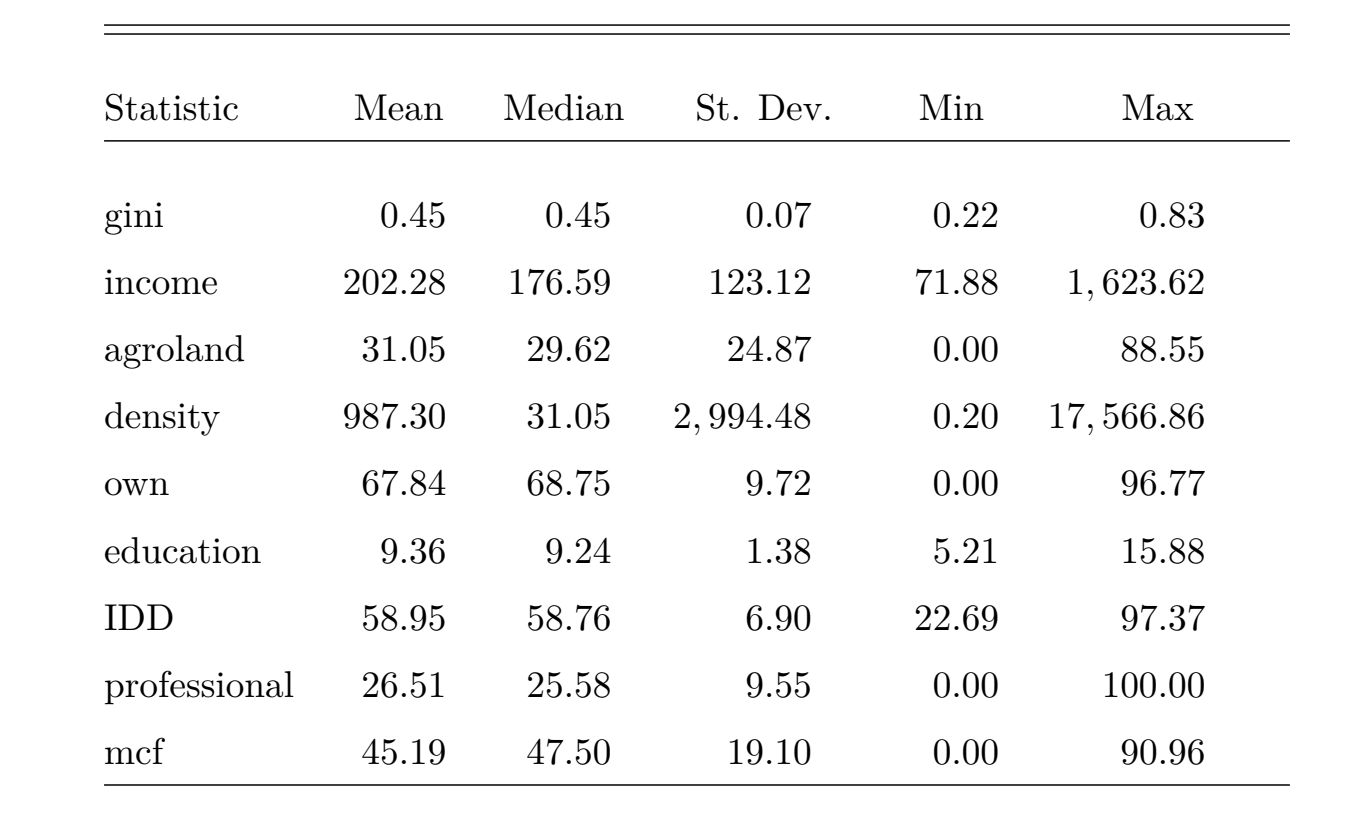 Statistic Mean Median St. Dev. Min Max
gini 0.45 0.45 0.07 0.22 0.83
income 202.28 176.59 123.12 71.88 1,623.62
agroland 31.05 29.62 24.87 0.00 88.55
density 987.30 31.05 2,994.48 0.20 17,566.86
own 67.84 68.75 9.72 0.00 96.77
education 9.36 9.24 1.38 5.21 15.88
IDD 58.95 58.76 6.90 22.69 97.37
professional 26.51 25.58 9.55 0.00 100.00
mcf 45.19 47.50 19.10 0.00 90.96